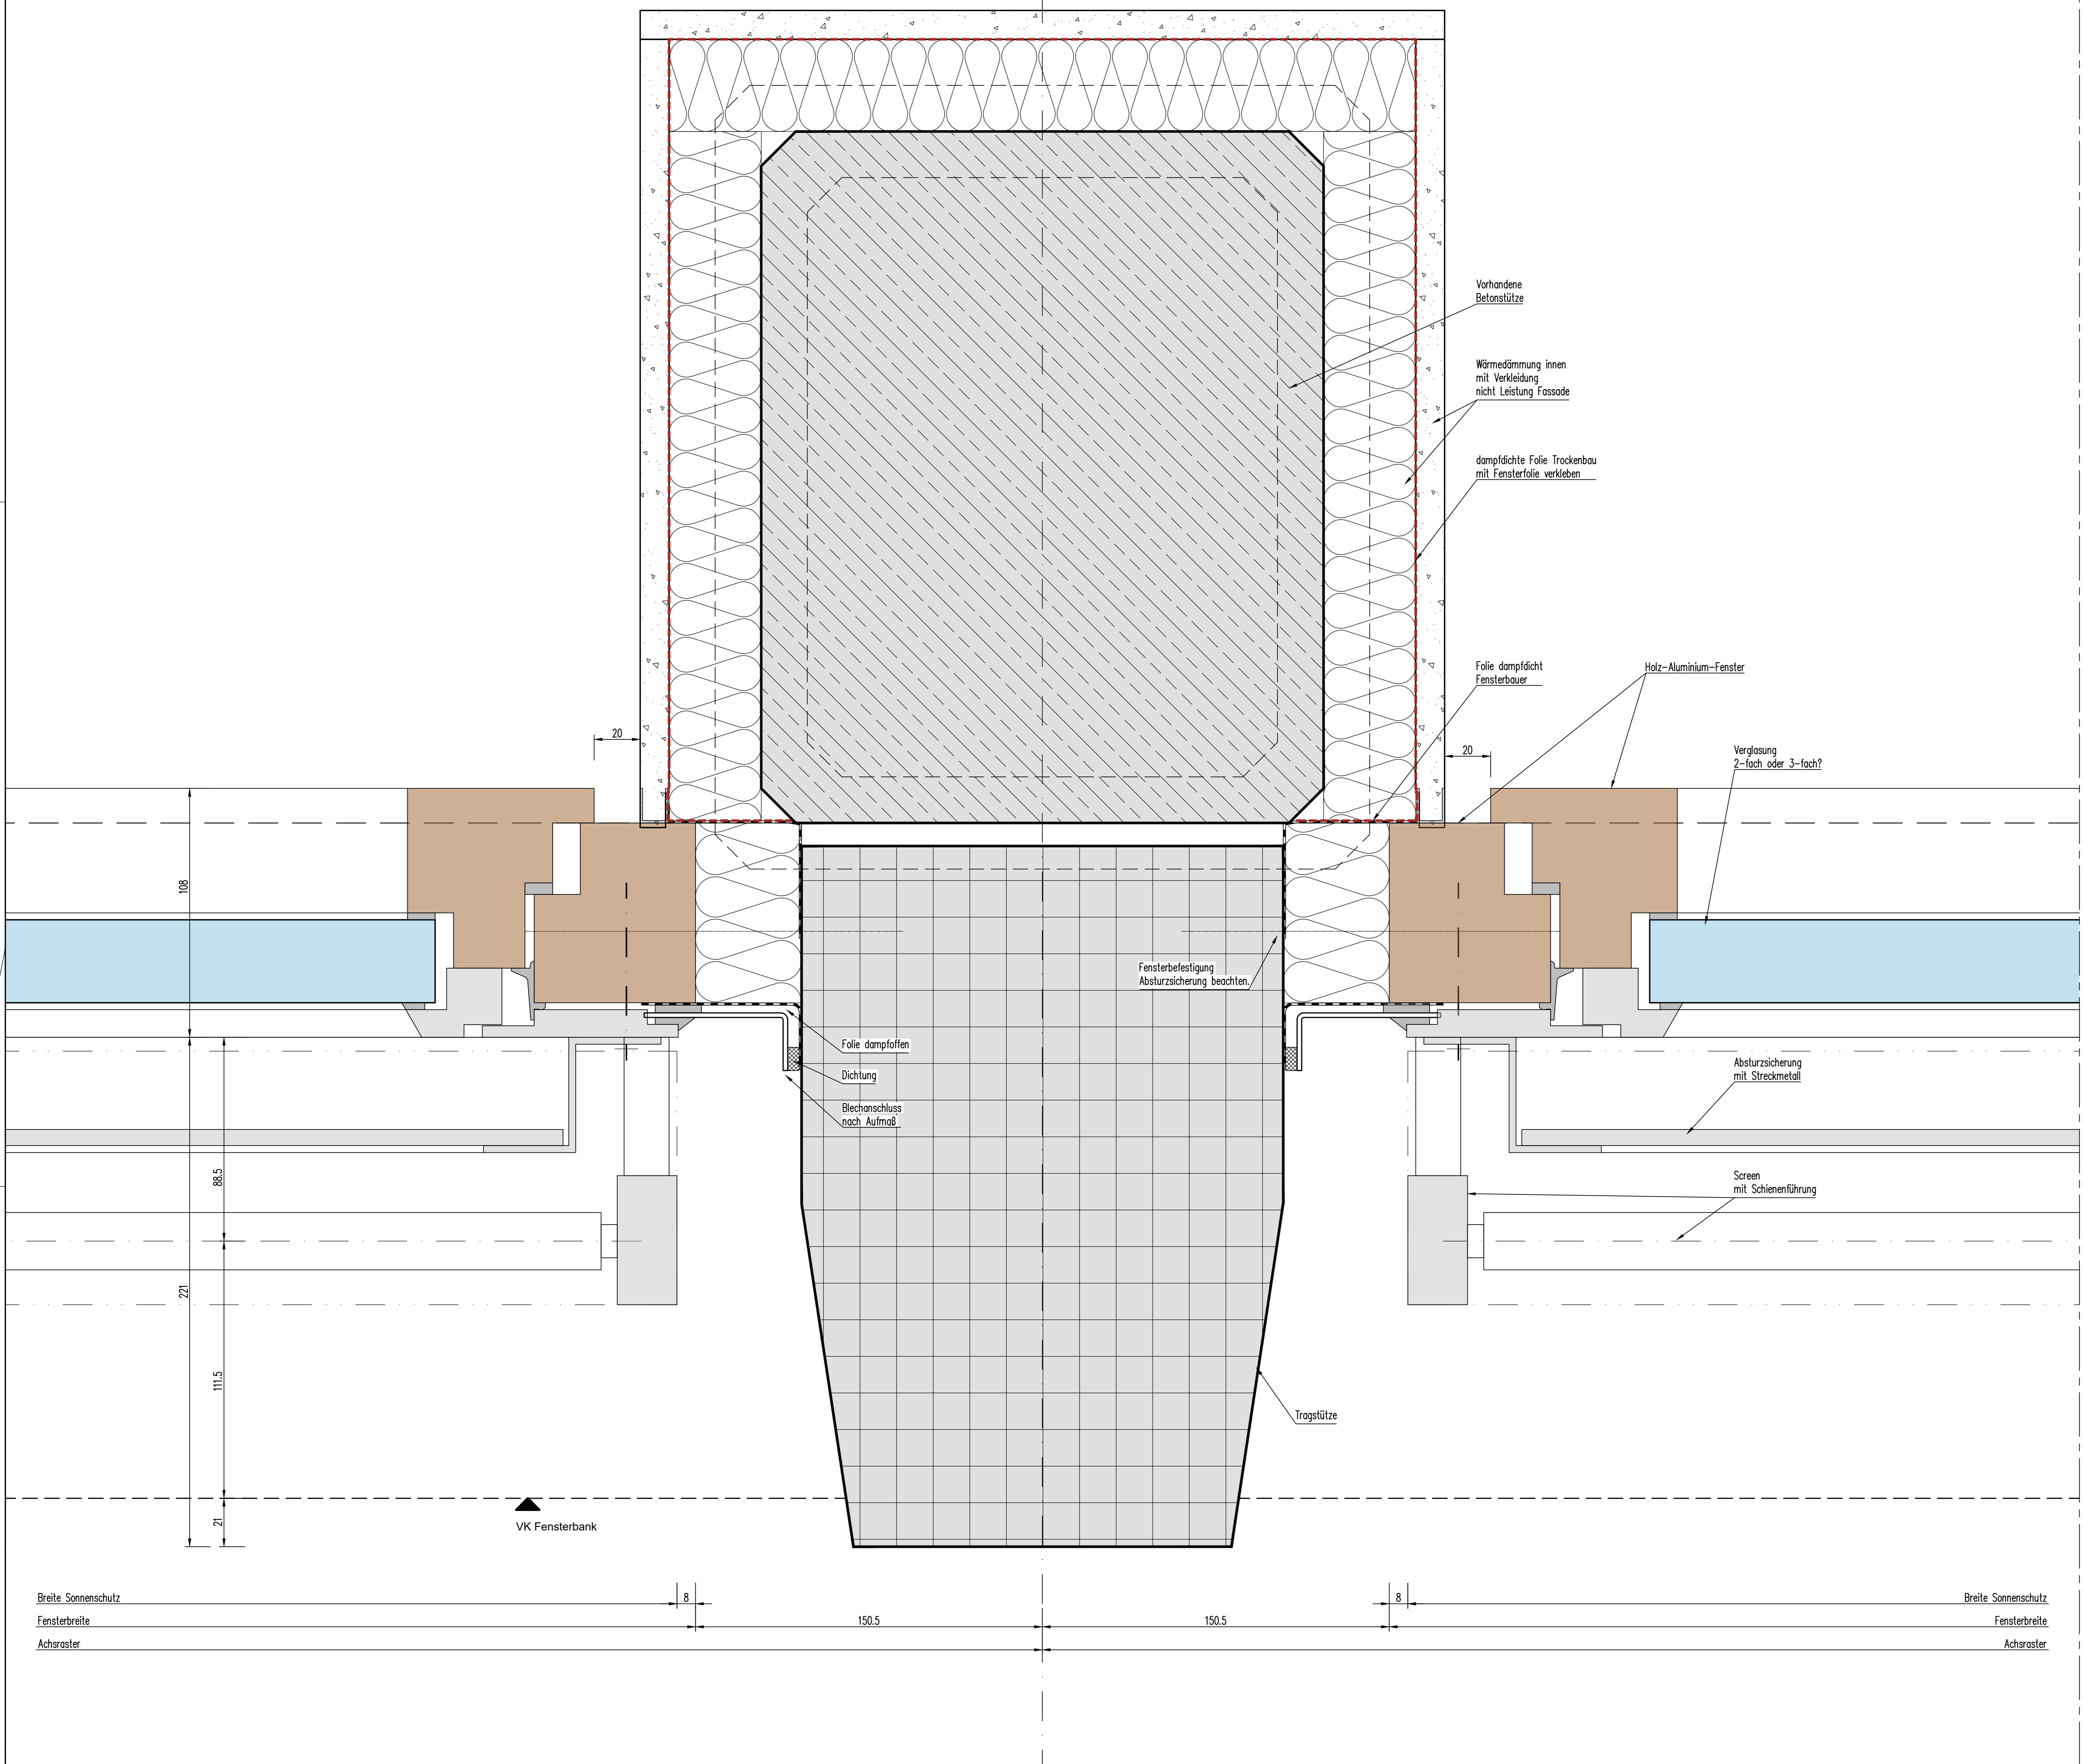 Vorhandene
Betonstütze
Wärmedämmung innen
mit Verkleidung
nicht Leistung Fassade
dampfdichte Folie Trockenbau
mit Fensterfolie verkleben
Folie dampfdicht
Fensterbauer
Holz-Aluminium-Fenster
20
20
Verglasung
2-fach oder 3-fach?
108
Fensterbefestigung
Absturzsicherung beachten.
Folie dampfoffen
Dichtung
Blechanschluss
nach Aufmaß
Absturzsicherung
mit Streckmetall
88.5
Screen
mit Schienenführung
221
111.5
Tragstütze
21
VK Fensterbank
Breite Sonnenschutz
8
8
Breite Sonnenschutz
Fensterbreite
150.5
150.5
Fensterbreite
Achsraster
Achsraster